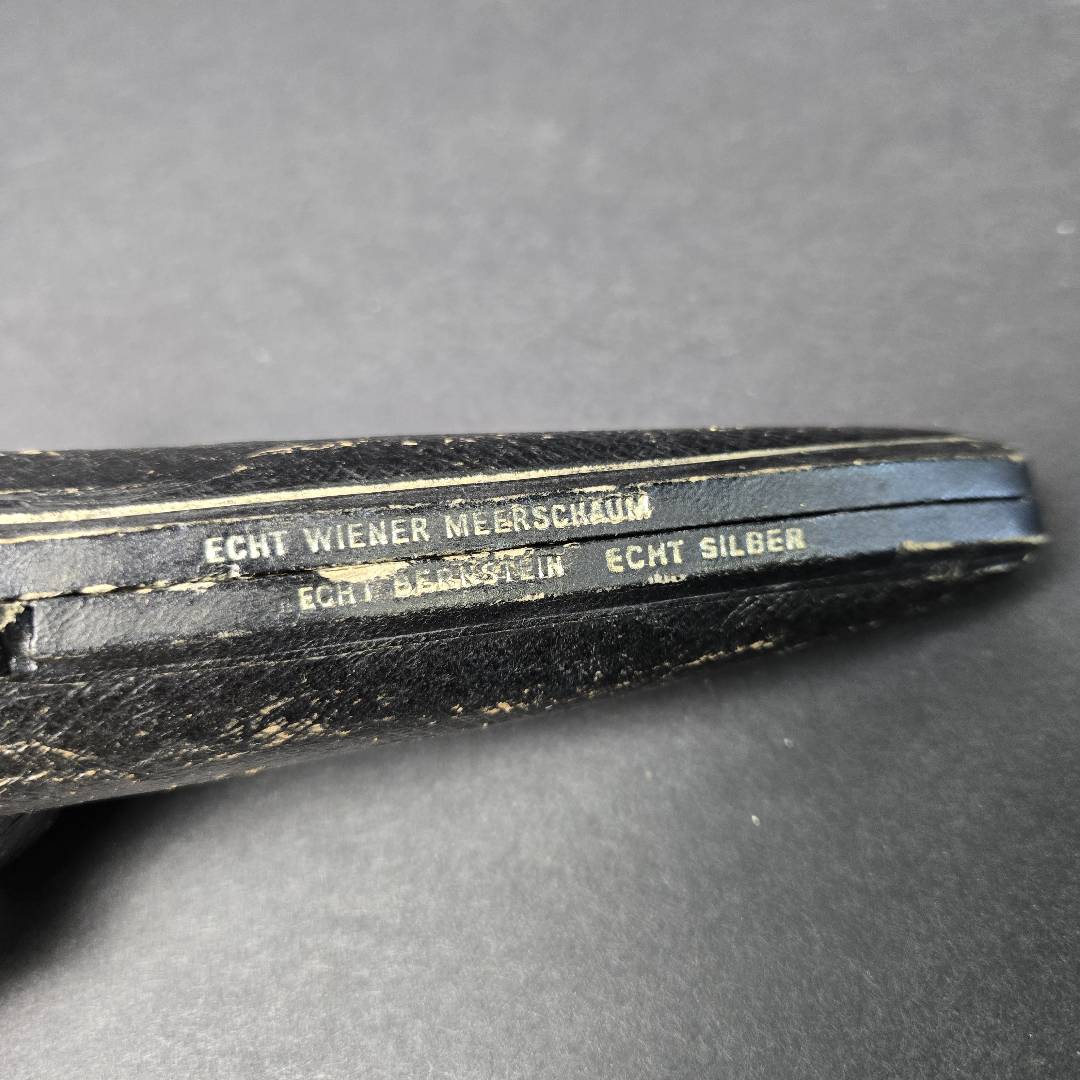 ECHT WIENER MEERSCHAUM
ECHT BERNSTEIN ECHT SILBER